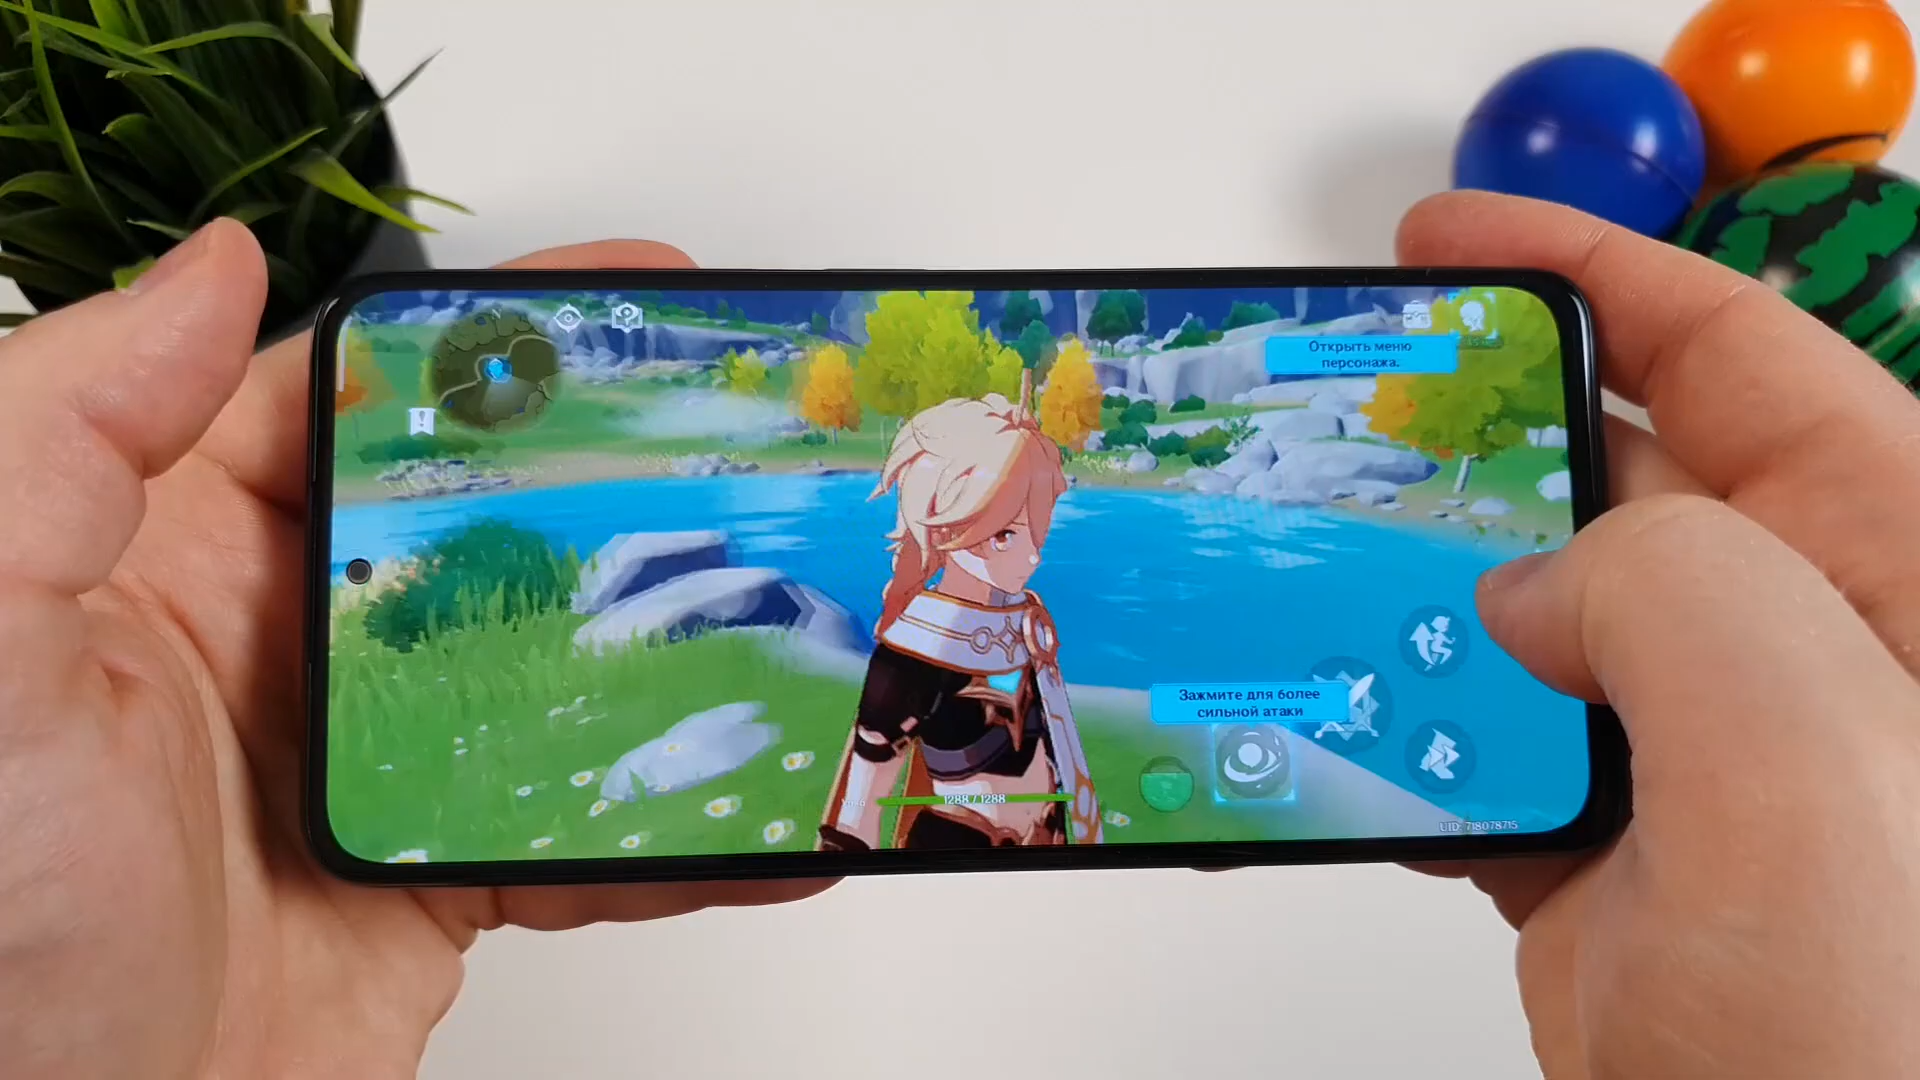 N
Открыть меню
персонажа.
Зажмите для более
сильной атаки
1288 / 1288
UID: 718078715